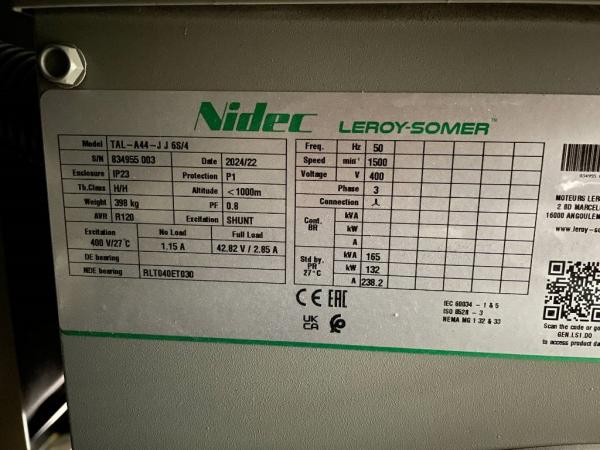 Nidec LEROY-SOMER™
Model TAL-A44-J J 6S/4
S/N 834955 003 Date 2024/22
Enclosure IP23 Protection P1
Th.Class H/H Altitude <1000m
Weight 398 kg PF 0.8
AVR R120 Excitation SHUNT
Excitation No Load Full Load
400 V/27°C 1.15 A 42.82 V / 2.85 A
DE bearing
NDE bearing RLT040ET030
Freq. Hz 50
Speed min⁻¹ 1500
Voltage V 400
Phase 3
Connection
Cont. BR kVA
kW
A
Std by. PR 27°C kVA 165
kW 132
A 238.2
CE EAC
UK CA
IEC 60034 - 1 & 5
ISO 8528 - 3
NEMA MG 1 32 & 33
834955
MOTEURS LE
2 BD MARCEL
16000 ANGOULEM
www.leroy-so
Scan the code or go
GEN.LS1.DO
to access product da